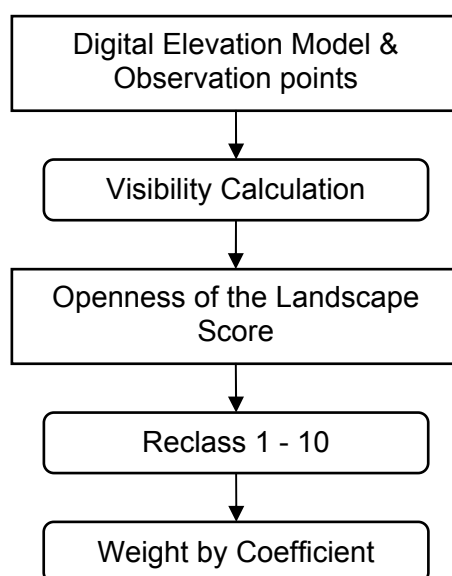 Digital Elevation Model &
Observation points
Visibility Calculation
Openness of the Landscape
Score
Reclass 1 - 10
Weight by Coefficient